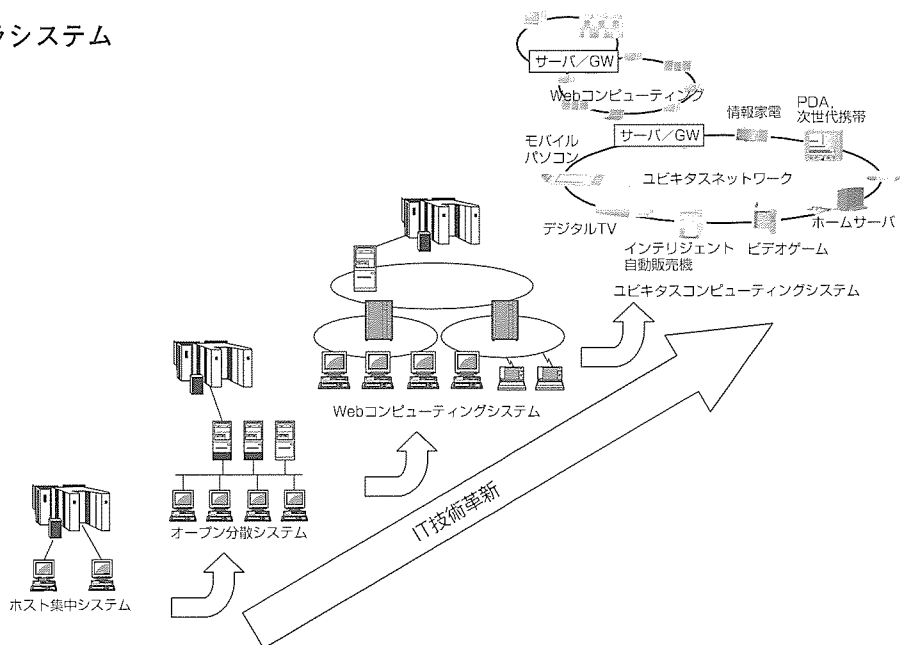 システム
サーバ／GW
Webコンピューティング
情報家電
PDA，
次世代携帯
サーバ／GW
モバイル
パソコン
ユビキタスネットワーク
デジタルTV
インテリジェント
自動販売機
ビデオゲーム
ホームサーバ
ユビキタスコンピューティングシステム
Webコンピューティングシステム
オープン分散システム
ホスト集中システム
IT技術革新